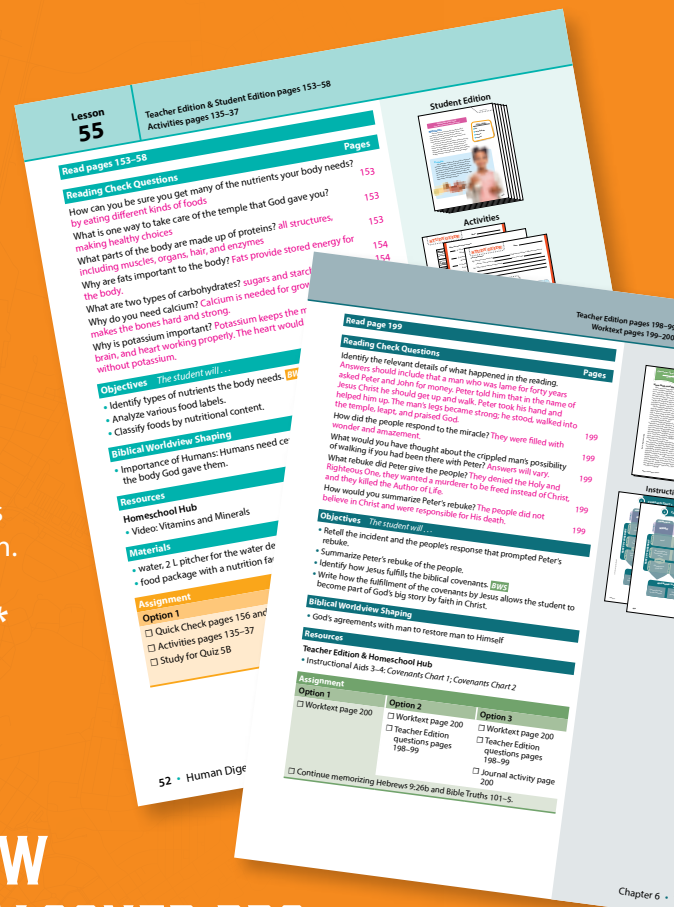 Lesson
55
Teacher Edition & Student Edition pages 153–58
Activities pages 135–37
Read pages 153–58
Reading Check Questions
Pages
How can you be sure you get many of the nutrients your body needs?
by eating different kinds of foods
153
What is one way to take care of the temple that God gave you?
making healthy choices
153
What parts of the body are made up of proteins? all structures,
including muscles, organs, hair, and enzymes
153
Why are fats important to the body? Fats provide stored energy for
the body.
154
What are two types of carbohydrates? sugars and starch
154
Why do you need calcium? Calcium is needed for grow
makes the bones hard and strong.
Why is potassium important? Potassium keeps the m
brain, and heart working properly. The heart would
without potassium.
Objectives The student will . . .
• Identify types of nutrients the body needs. BW
• Analyze various food labels.
• Classify foods by nutritional content.
Biblical Worldview Shaping
• Importance of Humans: Humans need ce
the body God gave them.
Resources
Homeschool Hub
• Video: Vitamins and Minerals
Materials
• water, 2 L pitcher for the water de
• food package with a nutrition fa
Assignment
Option 1
☐ Quick Check pages 156 and
☐ Activities pages 135–37
☐ Study for Quiz 5B
52 • Human Dige
Student Edition
Activities
Teacher Edition pages 198–99
Worktext pages 199–200
Read page 199
Reading Check Questions
Pages
Identify the relevant details of what happened in the reading.
Answers should include that a man who was lame for forty years
asked Peter and John for money. Peter told him that in the name of
Jesus Christ he should get up and walk. Peter took his hand and
helped him up. The man's legs became strong; he stood, walked into
the temple, leapt, and praised God.
199
How did the people respond to the miracle? They were filled with
wonder and amazement.
199
What would you have thought about the crippled man's possibility
of walking if you had been there with Peter? Answers will vary.
199
What rebuke did Peter give the people? They denied the Holy and
Righteous One, they wanted a murderer to be freed instead of Christ,
and they killed the Author of Life.
199
How would you summarize Peter's rebuke? The people did not
believe in Christ and were responsible for His death.
199
Objectives The student will . . .
• Retell the incident and the people's response that prompted Peter's
rebuke.
• Summarize Peter's rebuke of the people.
• Identify how Jesus fulfills the biblical covenants. BWS
• Write how the fulfillment of the covenants by Jesus allows the student to
become part of God's big story by faith in Christ.
Biblical Worldview Shaping
• God's agreements with man to restore man to Himself
Resources
Teacher Edition & Homeschool Hub
• Instructional Aids 3–4: Covenants Chart 1; Covenants Chart 2
Assignment
Option 1
☐ Worktext page 200
Option 2
☐ Worktext page 200
☐ Teacher Edition
questions pages
198–99
Option 3
☐ Worktext page 200
☐ Teacher Edition
questions pages
198–99
☐ Journal activity page
200
☐ Continue memorizing Hebrews 9:26b and Bible Truths 101–5.
Instructi
Chapter 6 •
s
n.
*
W